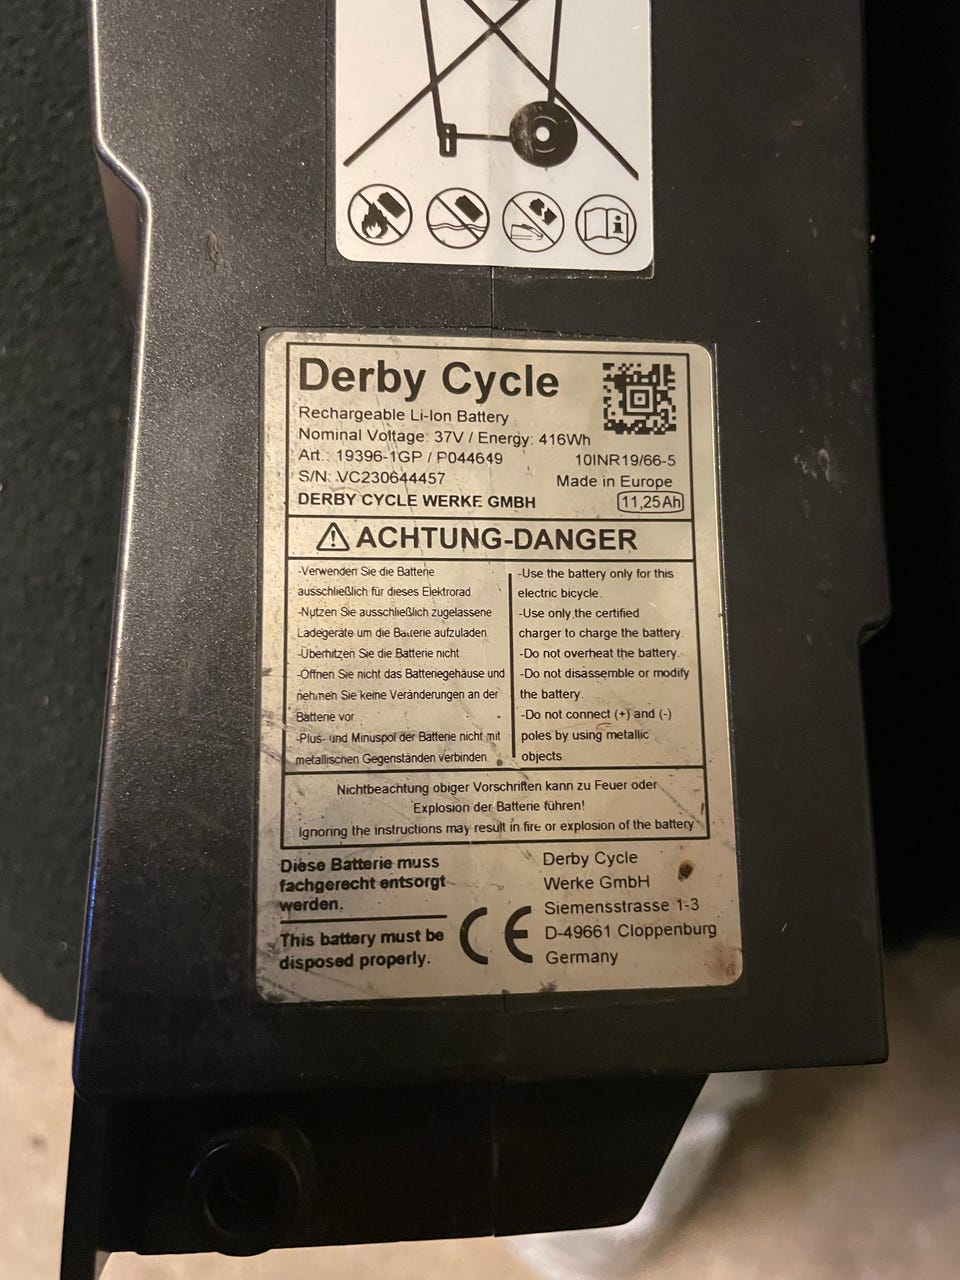 Derby Cycle
Rechargeable Li-Ion Battery
Nominal Voltage: 37V / Energy: 416Wh
Art.: 19396-1GP / P044649
10INR19/66-5
S/N: VC230644457
Made in Europe
DERBY CYCLE WERKE GMBH
11,25Ah
ACHTUNG-DANGER
-Verwenden Sie die Batterie
ausschließlich für dieses Elektrorad.
-Nutzen Sie ausschließlich zugelassene
Ladegeräte um die Batterie aufzuladen.
-Überhitzen Sie die Batterie nicht.
-Öffnen Sie nicht das Batteriegehäuse und
nehmen Sie keine Veränderungen an der
Batterie vor.
-Plus- und Minuspol der Batterie nicht mit
metallischen Gegenständen verbinden.
-Use the battery only for this
electric bicycle.
-Use only the certified
charger to charge the battery.
-Do not overheat the battery.
-Do not disassemble or modify
the battery.
-Do not connect (+) and (-)
poles by using metallic
objects.
Nichtbeachtung obiger Vorschriften kann zu Feuer oder
Explosion der Batterie führen!
Ignoring the instructions may result in fire or explosion of the battery
Diese Batterie muss
fachgerecht entsorgt
werden.
This battery must be
disposed properly.
CE
Derby Cycle
Werke GmbH
Siemensstrasse 1-3
D-49661 Cloppenburg
Germany